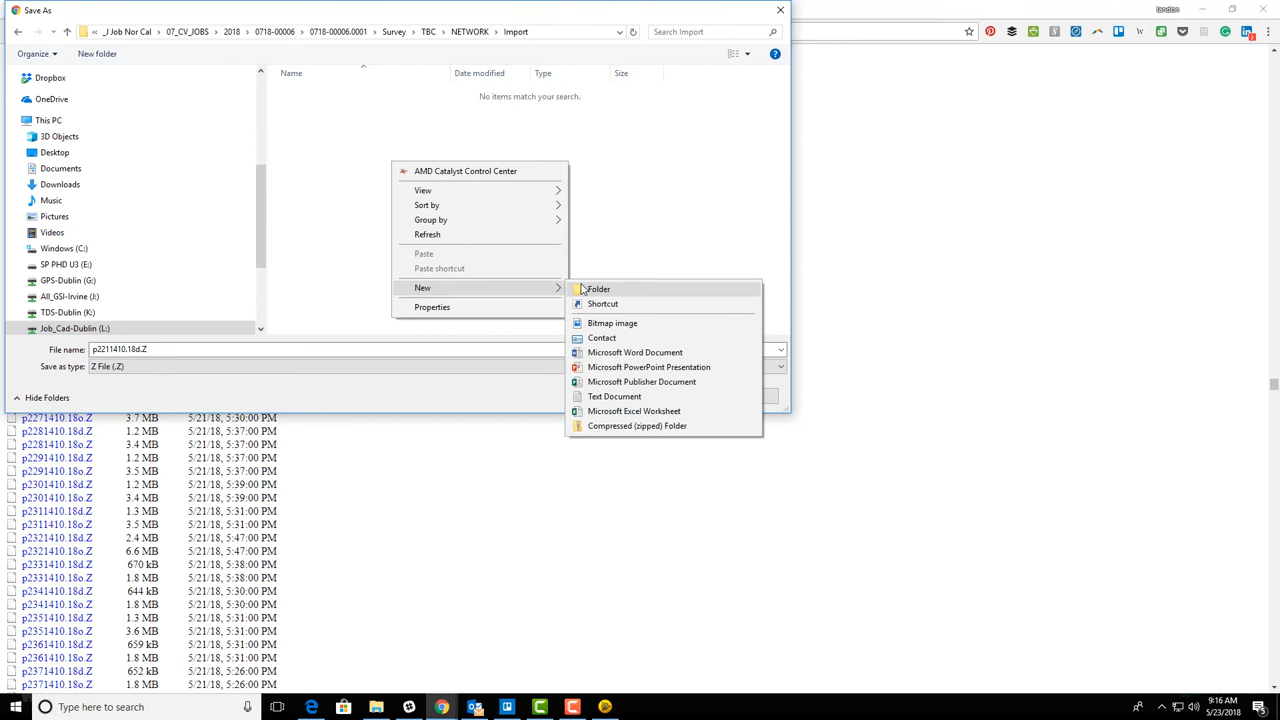 Save As
landon
« _J Job Nor Cal > 07_CV_JOBS > 2018 > 0718-00006 > 0718-00006.0001 > Survey > TBC > NETWORK > Import
Search Import
Organize
New folder
Name
Date modified
Type
Size
No items match your search.
Dropbox
OneDrive
This PC
3D Objects
Desktop
Documents
Downloads
Music
Pictures
Videos
Windows (C:)
SP PHD U3 (E:)
GPS-Dublin (G:)
All_GSI-Irvine (J:)
TDS-Dublin (K:)
Job_Cad-Dublin (L:)
AMD Catalyst Control Center
View
Sort by
Group by
Refresh
Paste
Paste shortcut
New
Properties
Folder
Shortcut
Bitmap image
Contact
Microsoft Word Document
Microsoft PowerPoint Presentation
Microsoft Publisher Document
Text Document
Microsoft Excel Worksheet
Compressed (zipped) Folder
File name: p2211410.18d.Z
Save as type: Z File (.Z)
Hide Folders
p2271410.18o.Z 3.7 MB 5/21/18, 5:30:00 PM
p2281410.18d.Z 1.2 MB 5/21/18, 5:37:00 PM
p2281410.18o.Z 3.4 MB 5/21/18, 5:37:00 PM
p2291410.18d.Z 1.2 MB 5/21/18, 5:37:00 PM
p2291410.18o.Z 3.5 MB 5/21/18, 5:37:00 PM
p2301410.18d.Z 1.2 MB 5/21/18, 5:39:00 PM
p2301410.18o.Z 3.4 MB 5/21/18, 5:39:00 PM
p2311410.18d.Z 1.3 MB 5/21/18, 5:31:00 PM
p2311410.18o.Z 3.5 MB 5/21/18, 5:31:00 PM
p2321410.18d.Z 2.4 MB 5/21/18, 5:47:00 PM
p2321410.18o.Z 6.6 MB 5/21/18, 5:47:00 PM
p2331410.18d.Z 670 kB 5/21/18, 5:38:00 PM
p2331410.18o.Z 1.8 MB 5/21/18, 5:38:00 PM
p2341410.18d.Z 644 kB 5/21/18, 5:30:00 PM
p2341410.18o.Z 1.8 MB 5/21/18, 5:30:00 PM
p2351410.18d.Z 1.3 MB 5/21/18, 5:31:00 PM
p2351410.18o.Z 3.6 MB 5/21/18, 5:31:00 PM
p2361410.18d.Z 659 kB 5/21/18, 5:31:00 PM
p2361410.18o.Z 1.8 MB 5/21/18, 5:31:00 PM
p2371410.18d.Z 652 kB 5/21/18, 5:26:00 PM
p2371410.18o.Z 1.8 MB 5/21/18, 5:26:00 PM
Type here to search
9:16 AM
5/23/2018